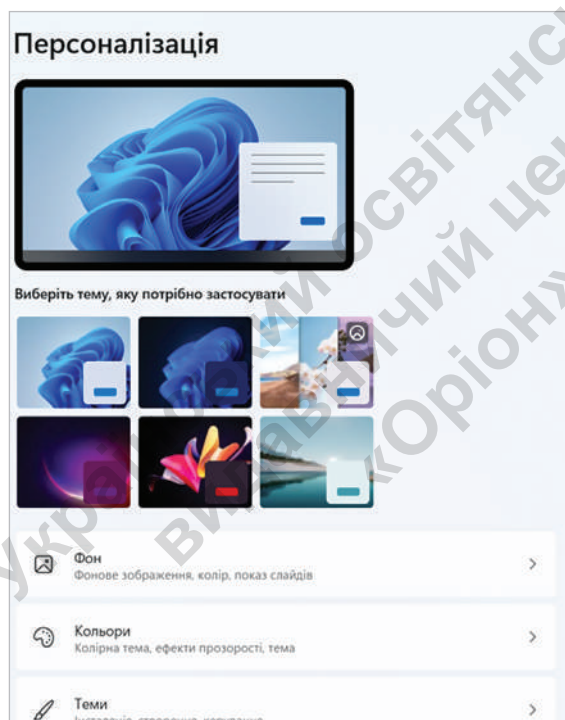 Персоналізація
Виберіть тему, яку потрібно застосувати
Фон
Фонове зображення, колір, показ слайдів
Кольори
Колірна тема, ефекти прозорості, тема
Теми
«Оріон»